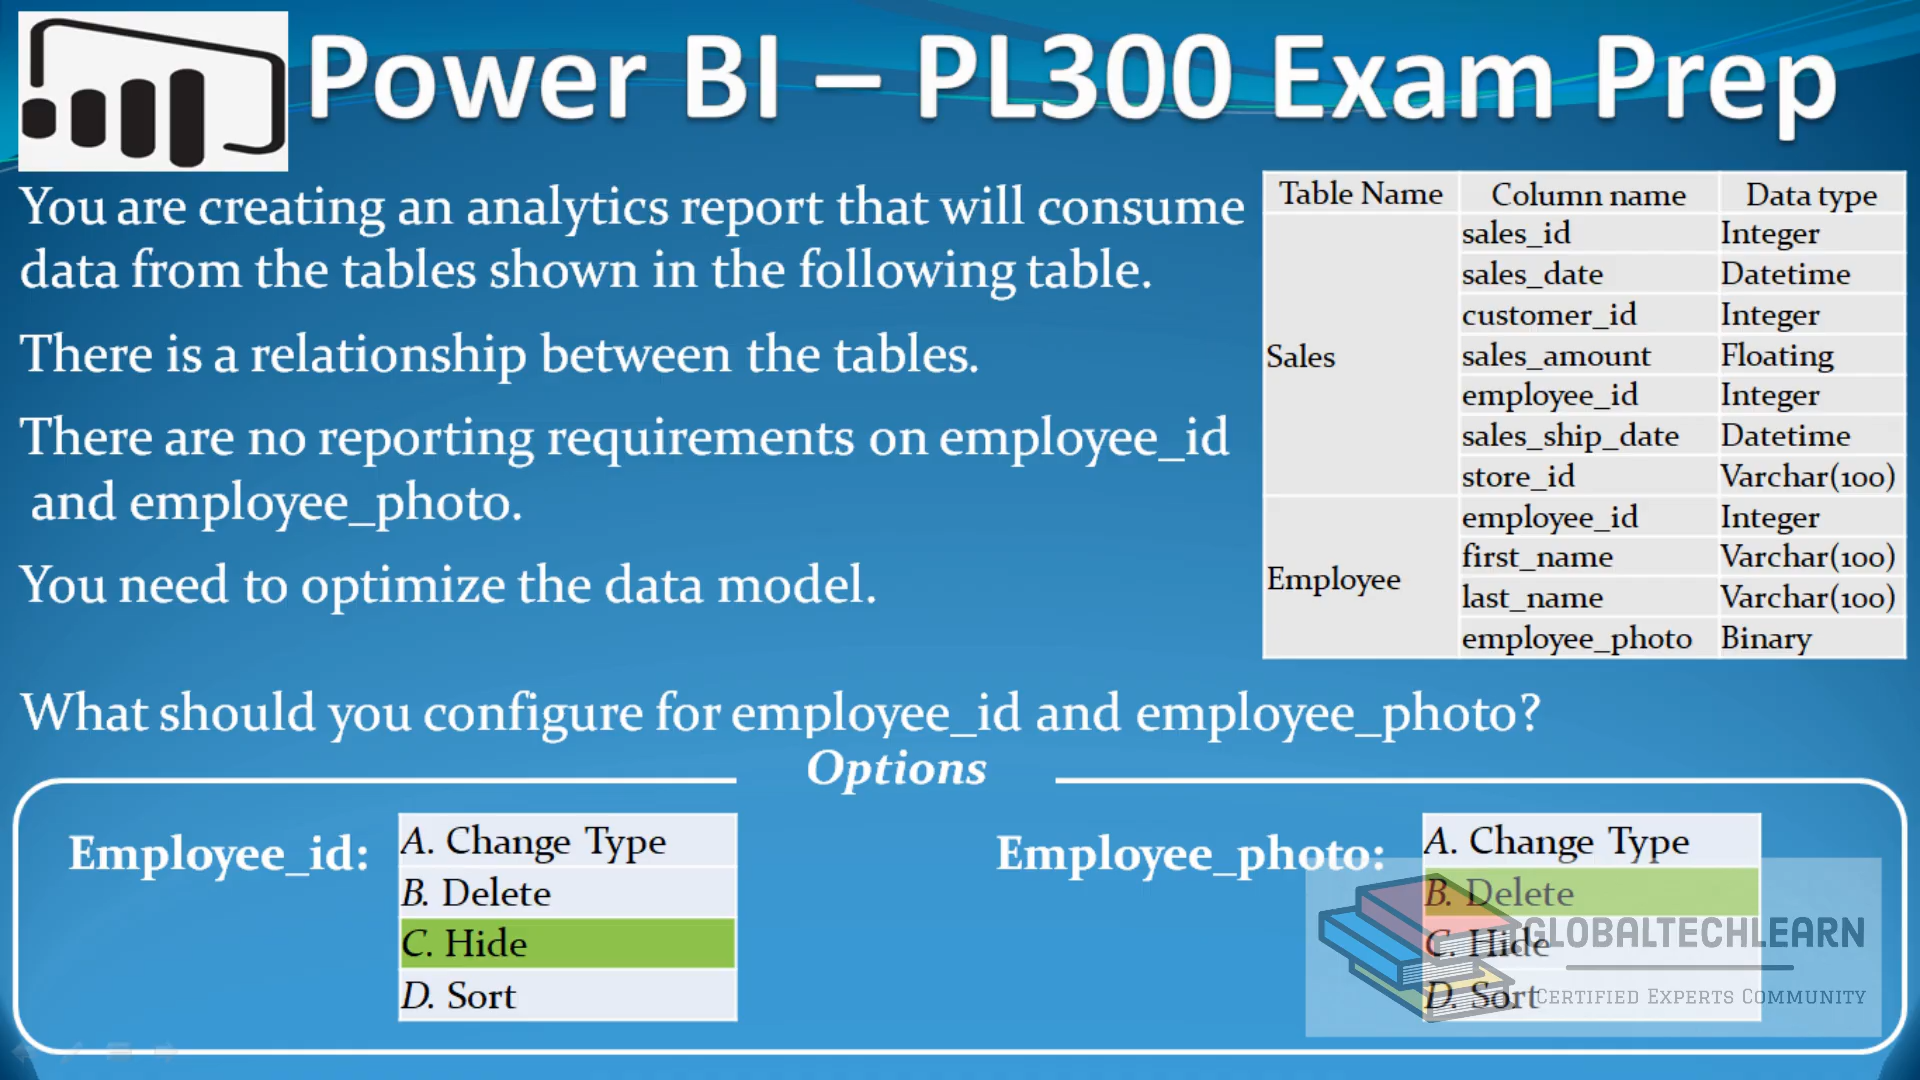 Power BI – PL300 Exam Prep
You are creating an analytics report that will consume
data from the tables shown in the following table.
There is a relationship between the tables.
There are no reporting requirements on employee_id
and employee_photo.
You need to optimize the data model.
Table Name Column name Data type
Sales
sales_id Integer
sales_date Datetime
customer_id Integer
sales_amount Floating
employee_id Integer
sales_ship_date Datetime
store_id Varchar(100)
Employee
employee_id Integer
first_name Varchar(100)
last_name Varchar(100)
employee_photo Binary
What should you configure for employee_id and employee_photo?
Options
Employee_id:
A. Change Type
B. Delete
C. Hide
D. Sort
Employee_photo:
A. Change Type
B. Delete
C. Hide
D. Sort
GLOBALTECHLEARN
CERTIFIED EXPERTS COMMUNITY